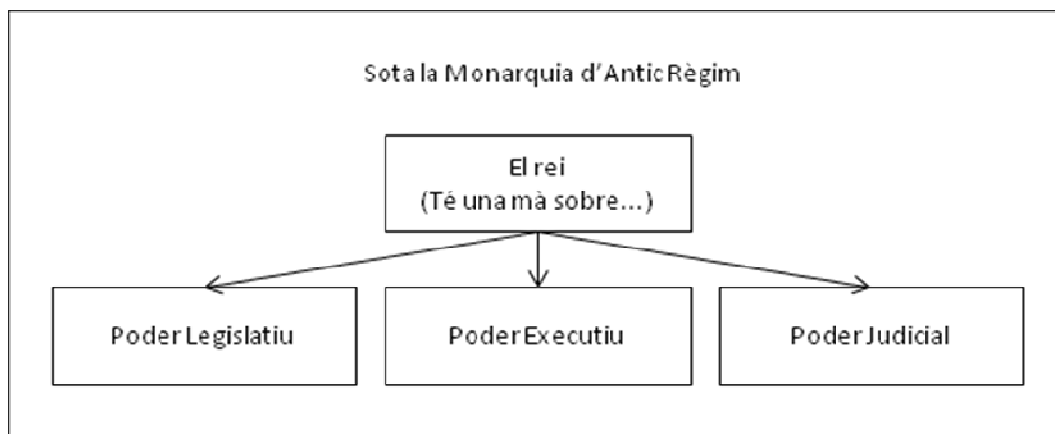 Sota la Monarquia d'Antic Règim
El rei
(Té una mà sobre...)
Poder Legislatiu
Poder Executiu
Poder Judicial